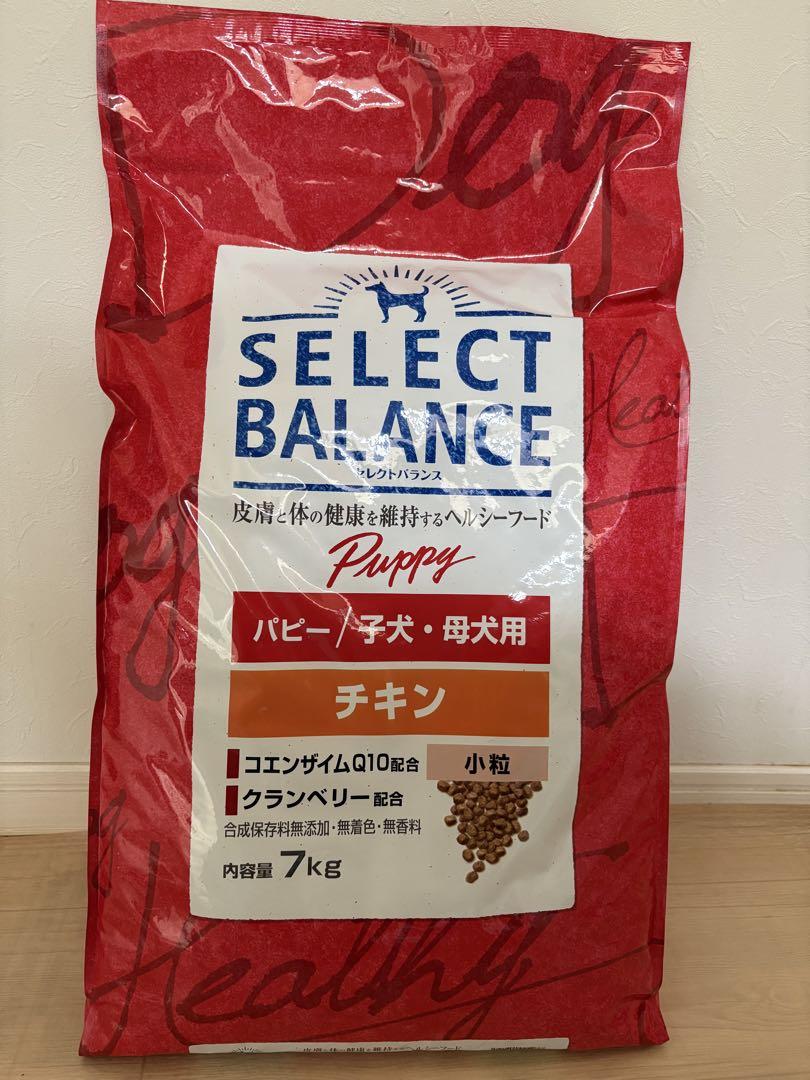 SELECT
BALANCE
セレクトバランス
皮膚と体の健康を維持するヘルシーフード
Puppy
パピー/子犬・母犬用
チキン
コエンザイムQ10配合 小粒
クランベリー配合
合成保存料無添加・無着色・無香料
内容量 7kg
Healthy